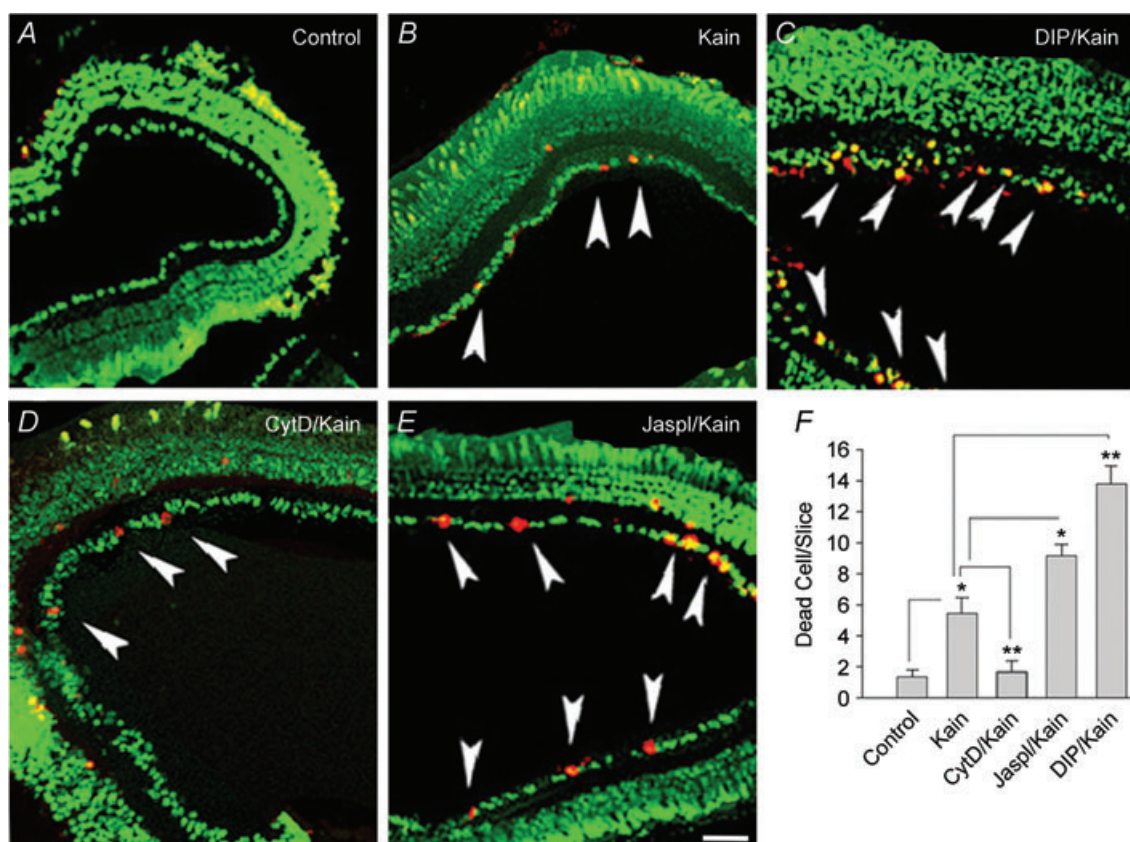 A Control
B Kain
C DIP/Kain
D CytD/Kain
E Jaspl/Kain
F
Dead Cell/Slice
16
14
12
10
8
6
4
2
0
*
**
*
**
Control
Kain
CytD/Kain
Jaspl/Kain
DIP/Kain